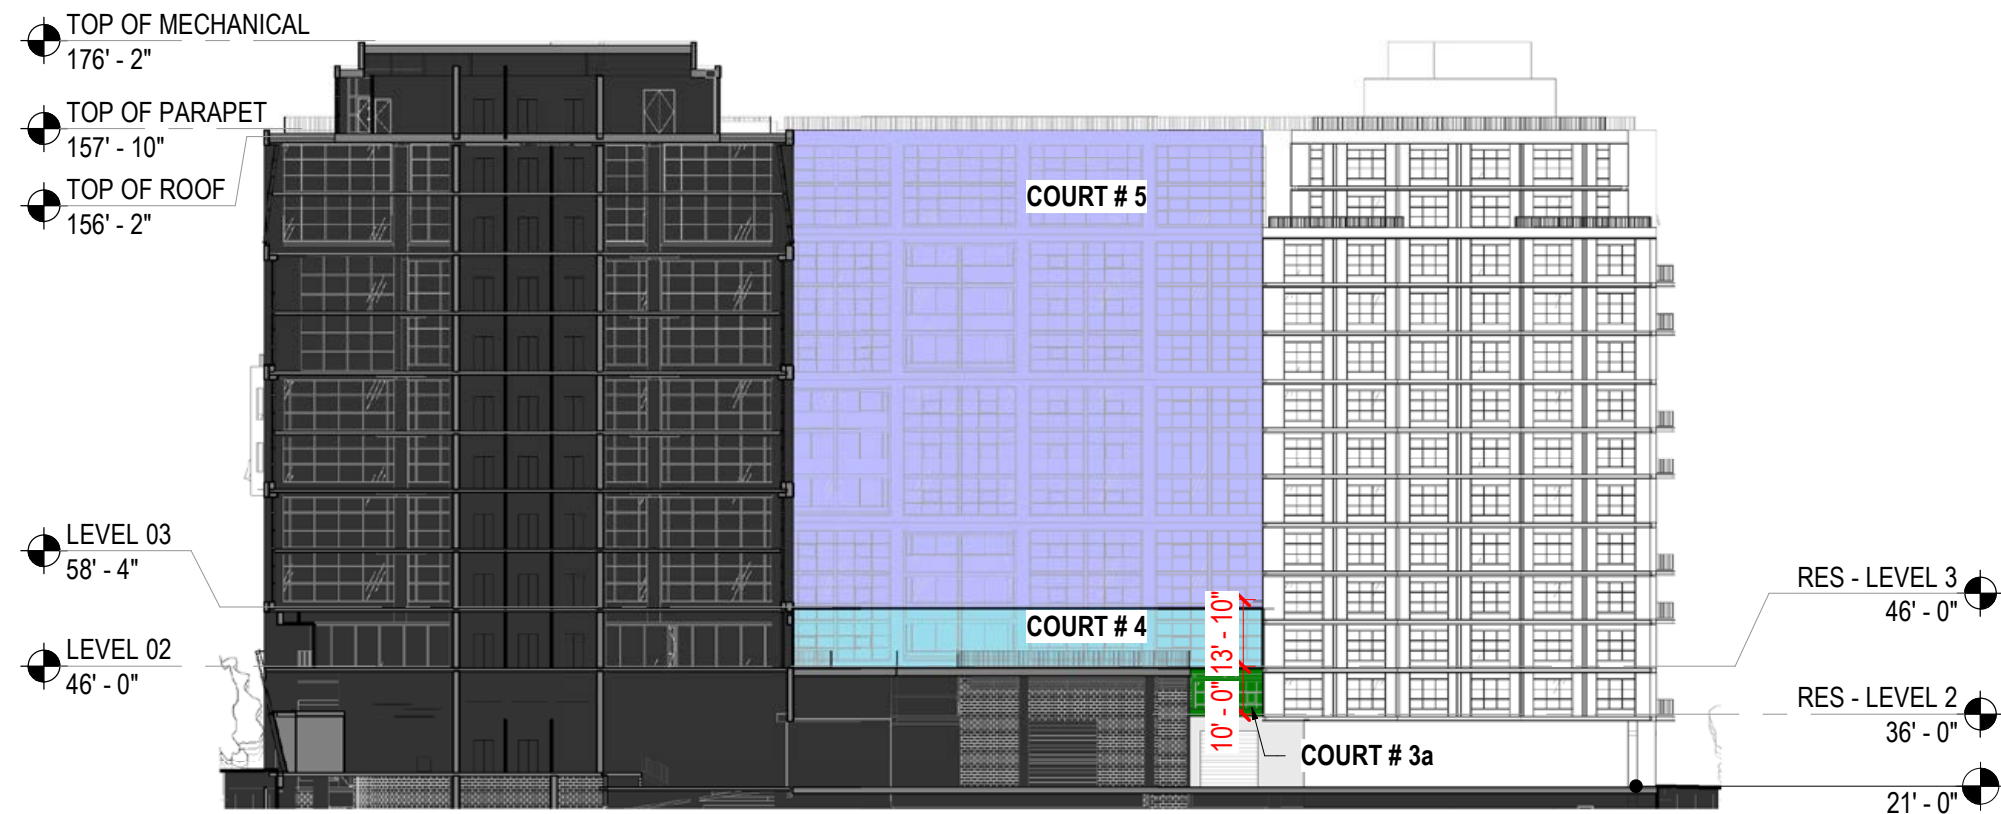 TOP OF MECHANICAL
176' - 2"
TOP OF PARAPET
157' - 10"
TOP OF ROOF
156' - 2"
COURT # 5
LEVEL 03
58' - 4"
LEVEL 02
46' - 0"
COURT # 4
13' - 10"
10' - 0"
COURT # 3a
RES - LEVEL 3
46' - 0"
RES - LEVEL 2
36' - 0"
21' - 0"